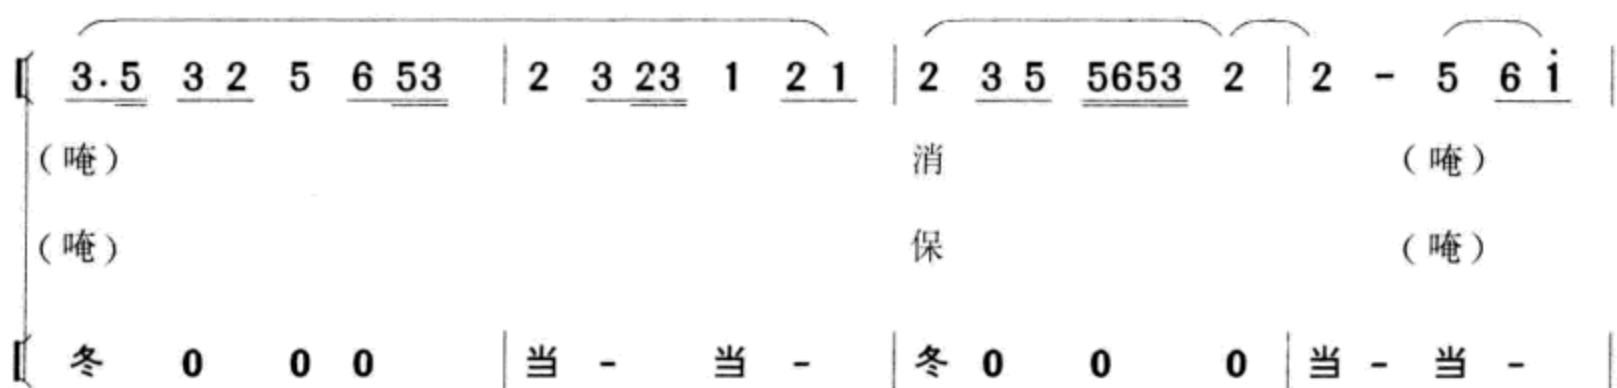 3·5 3 2 5 6 53 | 2 3 23 1 2 1 | 2 3 5 5653 2 | 2 - 5 6 i |
(唵) 消 (唵)
(唵) 保 (唵)
冬 0 0 0 | 当 - 当 - | 冬 0 0 0 | 当 - 当 - |